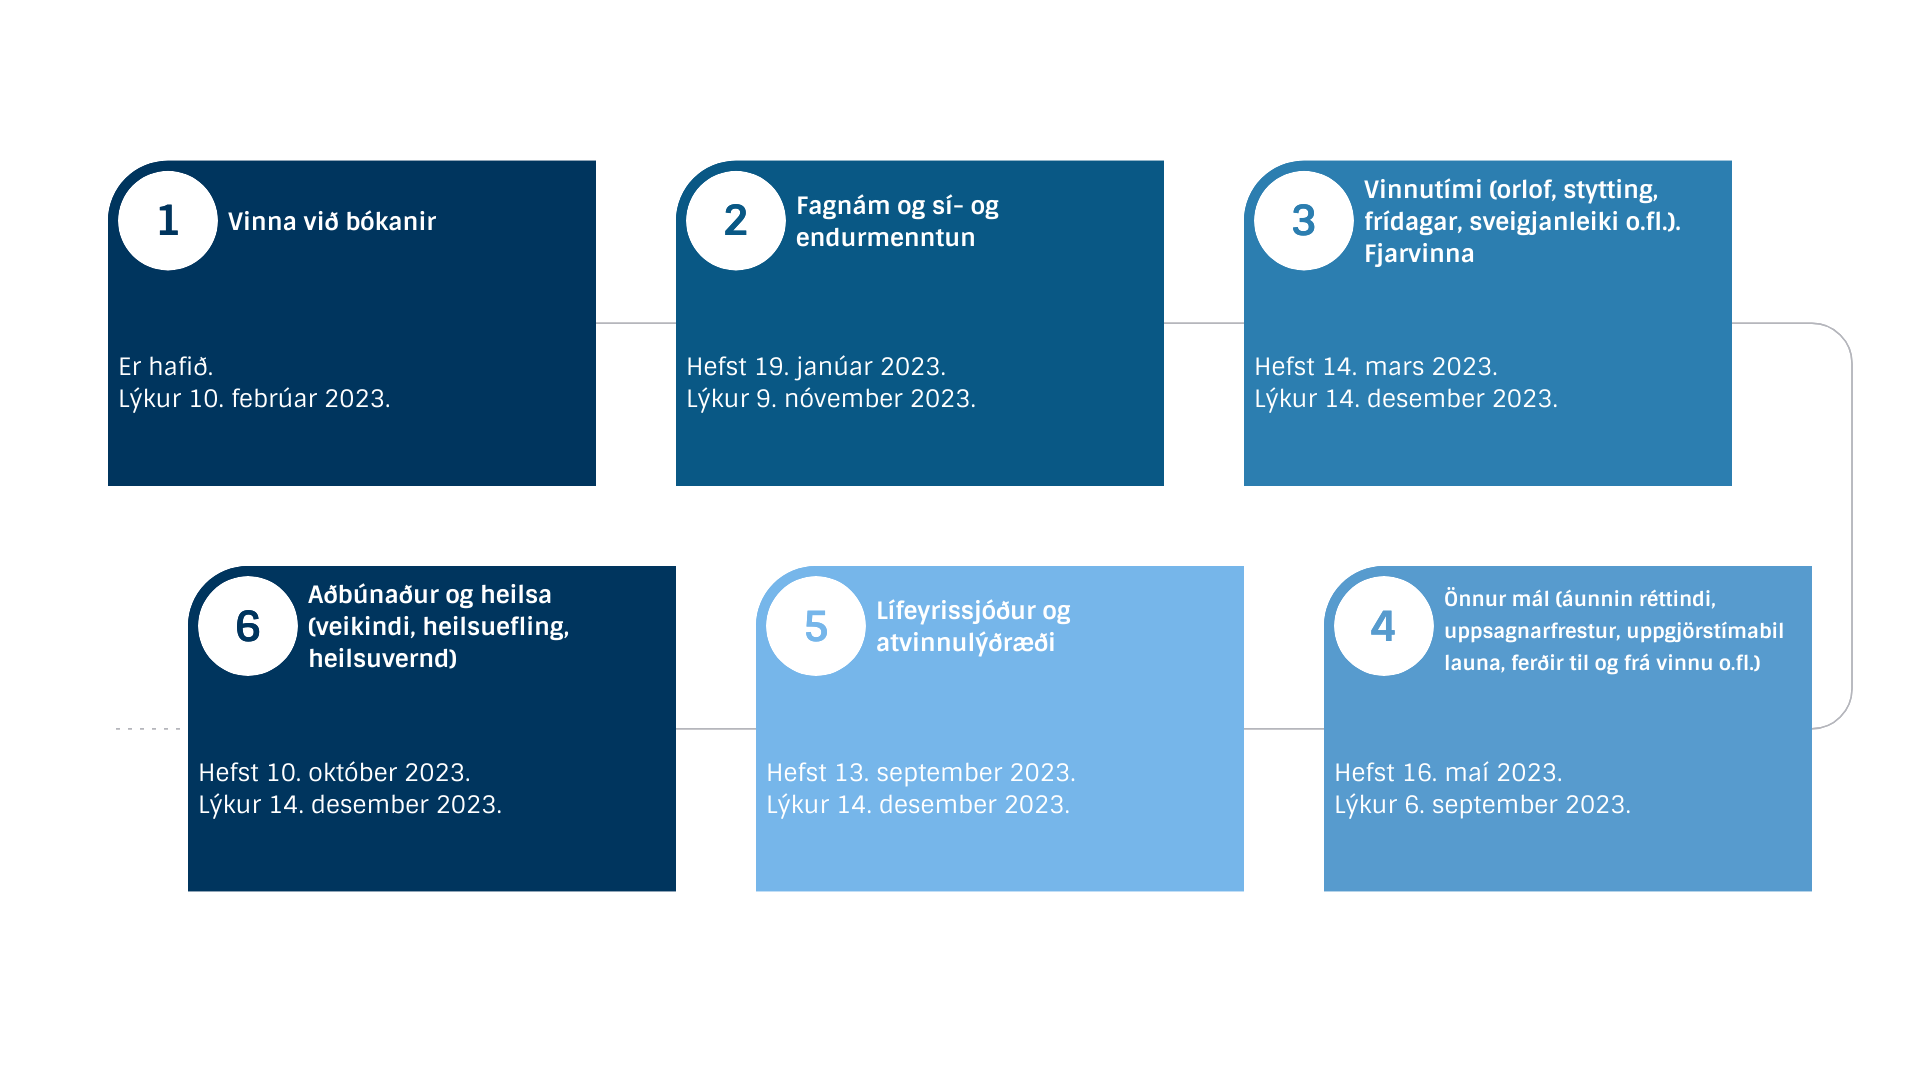 1
Vinna við bókanir
Er hafið.
Lýkur 10. febrúar 2023.
2
Fagnám og sí- og
endurmenntun
Hefst 19. janúar 2023.
Lýkur 9. nóvember 2023.
3
Vinnutími (orlof, stytting,
frídagar, sveigjanleiki o.fl.).
Fjarvinna
Hefst 14. mars 2023.
Lýkur 14. desember 2023.
4
Önnur mál (áunnin réttindi,
uppsagnarfrestur, uppgjörstímabil
launa, ferðir til og frá vinnu o.fl.)
Hefst 16. maí 2023.
Lýkur 6. september 2023.
5
Lífeyrissjóður og
atvinnulýðræði
Hefst 13. september 2023.
Lýkur 14. desember 2023.
6
Aðbúnaður og heilsa
(veikindi, heilsuefling,
heilsuvernd)
Hefst 10. október 2023.
Lýkur 14. desember 2023.